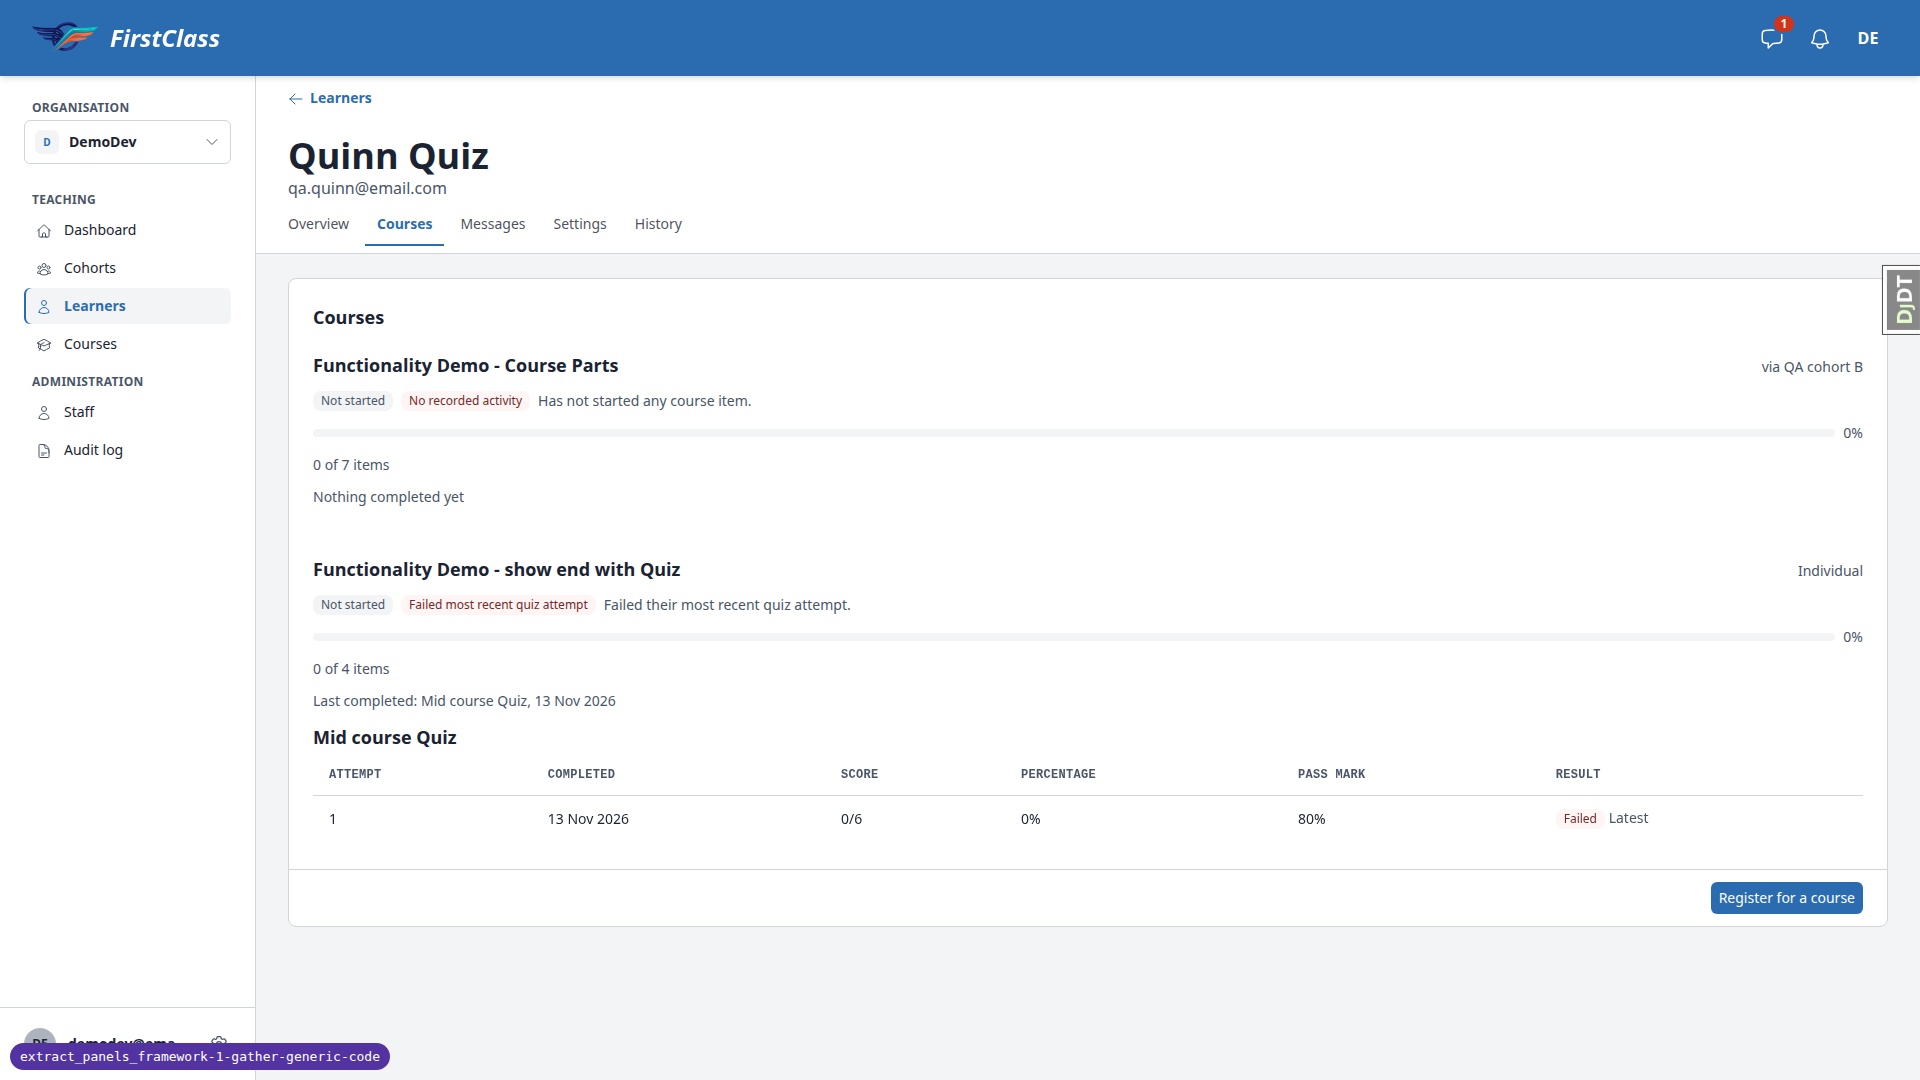 FirstClass
1
DE
ORGANISATION
D DemoDev
TEACHING
Dashboard
Cohorts
Learners
Courses
ADMINISTRATION
Staff
Audit log
Learners
Quinn Quiz
qa.quinn@email.com
Overview Courses Messages Settings History
Courses
Functionality Demo - Course Parts via QA cohort B
Not started No recorded activity Has not started any course item.
0%
0 of 7 items
Nothing completed yet
Functionality Demo - show end with Quiz Individual
Not started Failed most recent quiz attempt Failed their most recent quiz attempt.
0%
0 of 4 items
Last completed: Mid course Quiz, 13 Nov 2026
Mid course Quiz
ATTEMPT COMPLETED SCORE PERCENTAGE PASS MARK RESULT
1 13 Nov 2026 0/6 0% 80% Failed Latest
Register for a course
DjDT
extract_panels_framework-1-gather-generic-code